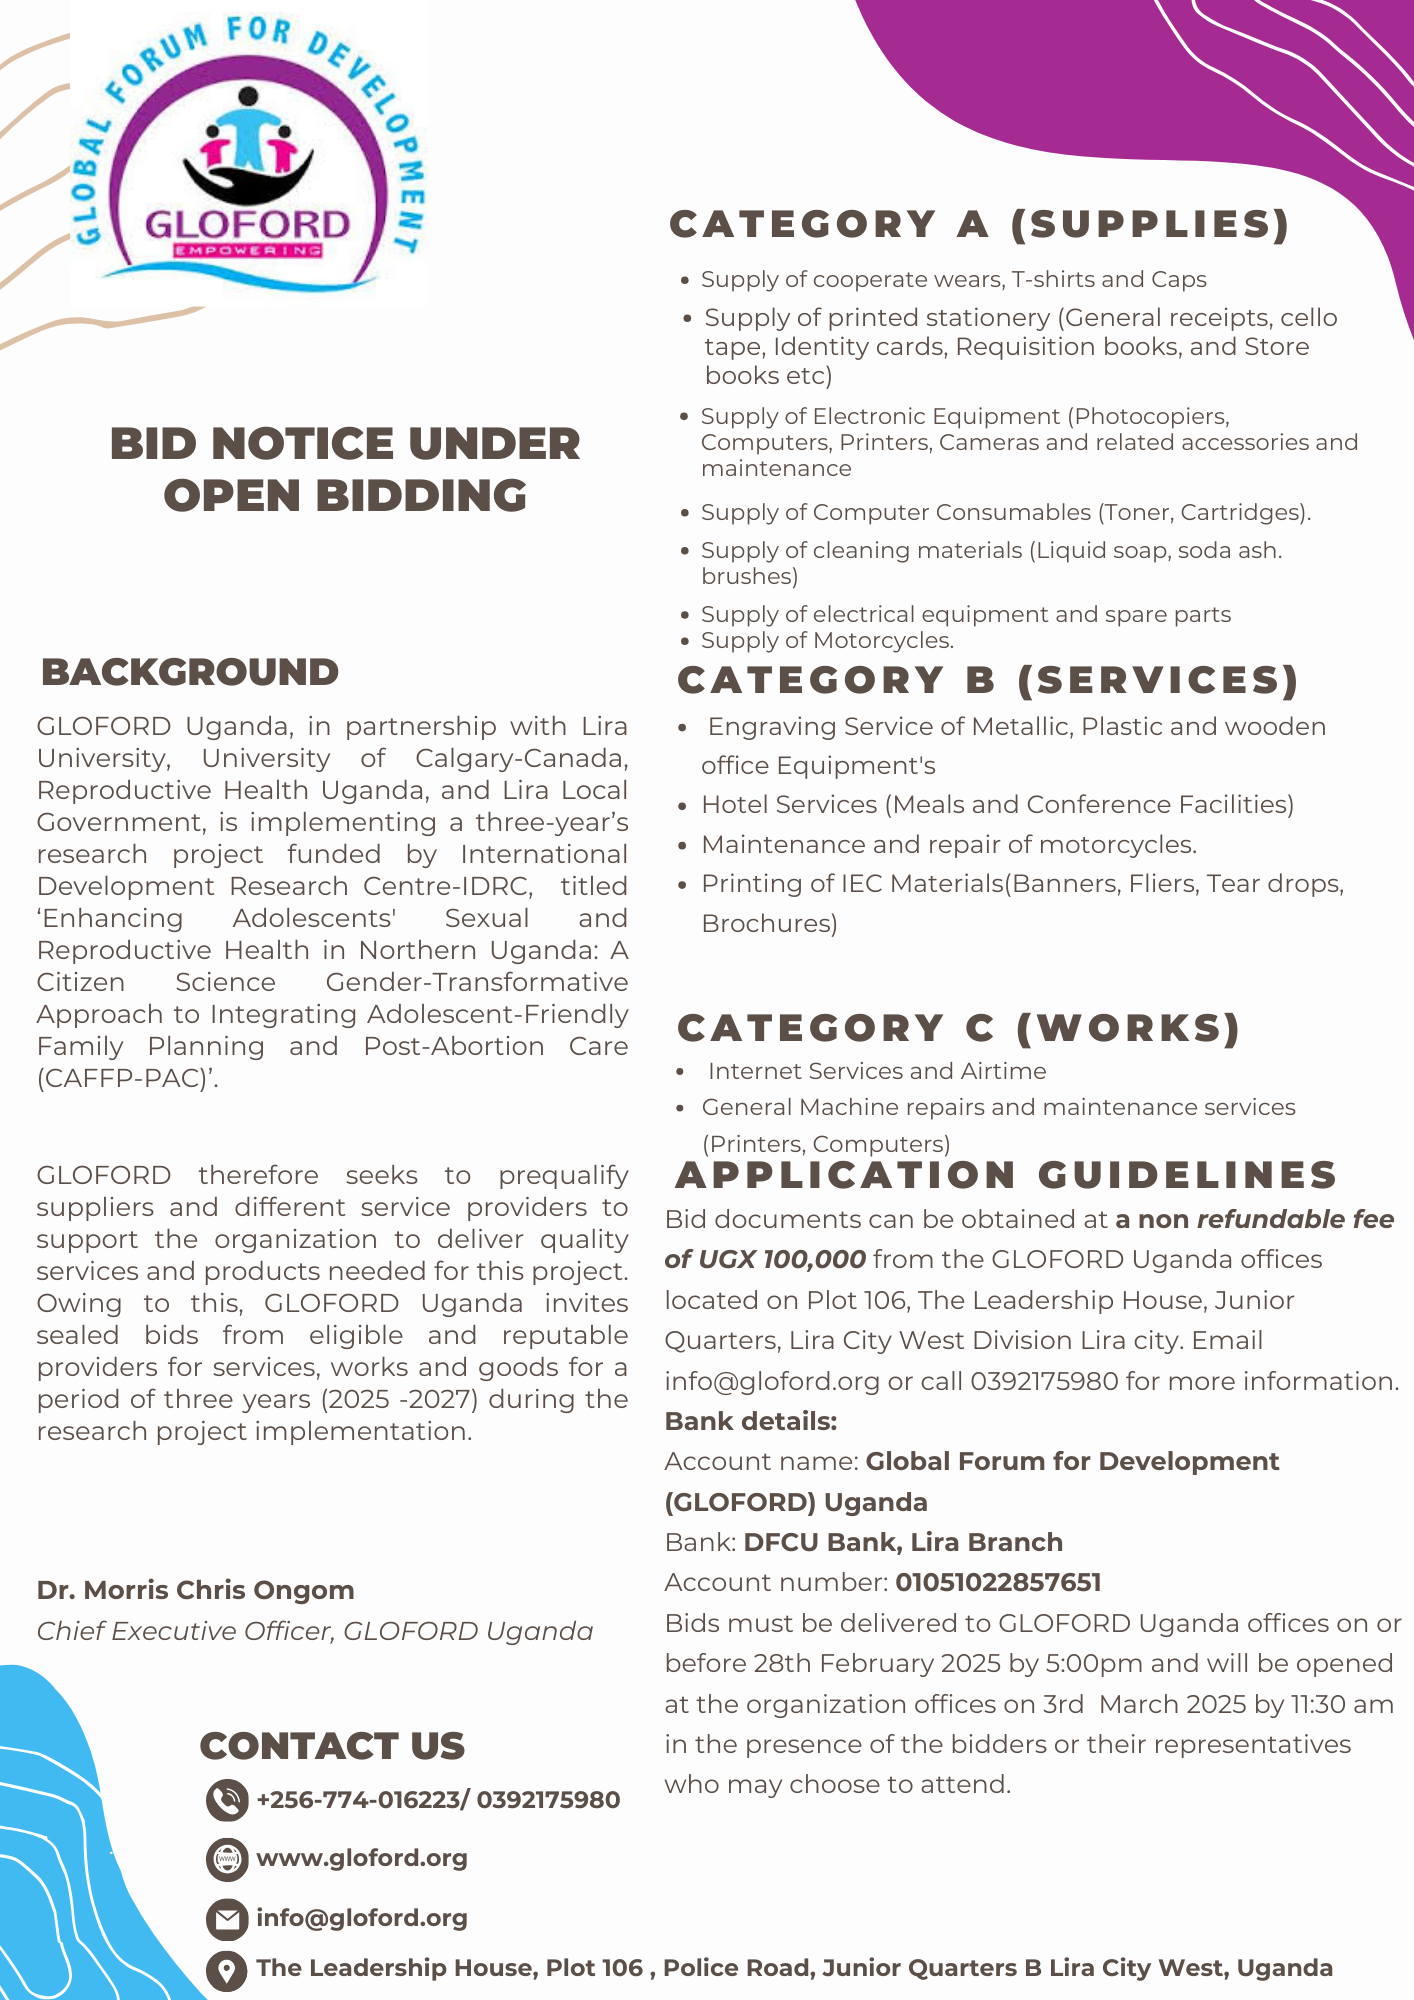 GLOBAL FORUM FOR DEVELOPMENT
GLOFORD
EMPOWERING
BID NOTICE UNDER
OPEN BIDDING
BACKGROUND
GLOFORD Uganda, in partnership with Lira
University, University of Calgary-Canada,
Reproductive Health Uganda, and Lira Local
Government, is implementing a three-year’s
research project funded by International
Development Research Centre-IDRC, titled
‘Enhancing Adolescents' Sexual and
Reproductive Health in Northern Uganda: A
Citizen Science Gender-Transformative
Approach to Integrating Adolescent-Friendly
Family Planning and Post-Abortion Care
(CAFFP-PAC)’.
GLOFORD therefore seeks to prequalify
suppliers and different service providers to
support the organization to deliver quality
services and products needed for this project.
Owing to this, GLOFORD Uganda invites
sealed bids from eligible and reputable
providers for services, works and goods for a
period of three years (2025 -2027) during the
research project implementation.
Dr. Morris Chris Ongom
Chief Executive Officer, GLOFORD Uganda
CATEGORY A (SUPPLIES)
• Supply of cooperate wears, T-shirts and Caps
• Supply of printed stationery (General receipts, cello
tape, Identity cards, Requisition books, and Store
books etc)
• Supply of Electronic Equipment (Photocopiers,
Computers, Printers, Cameras and related accessories and
maintenance
• Supply of Computer Consumables (Toner, Cartridges).
• Supply of cleaning materials (Liquid soap, soda ash.
brushes)
• Supply of electrical equipment and spare parts
• Supply of Motorcycles.
CATEGORY B (SERVICES)
• Engraving Service of Metallic, Plastic and wooden
office Equipment's
• Hotel Services (Meals and Conference Facilities)
• Maintenance and repair of motorcycles.
• Printing of IEC Materials(Banners, Fliers, Tear drops,
Brochures)
CATEGORY C (WORKS)
• Internet Services and Airtime
• General Machine repairs and maintenance services
(Printers, Computers)
APPLICATION GUIDELINES
Bid documents can be obtained at a non refundable fee
of UGX 100,000 from the GLOFORD Uganda offices
located on Plot 106, The Leadership House, Junior
Quarters, Lira City West Division Lira city. Email
info@gloford.org or call 0392175980 for more information.
Bank details:
Account name: Global Forum for Development
(GLOFORD) Uganda
Bank: DFCU Bank, Lira Branch
Account number: 01051022857651
Bids must be delivered to GLOFORD Uganda offices on or
before 28th February 2025 by 5:00pm and will be opened
at the organization offices on 3rd March 2025 by 11:30 am
in the presence of the bidders or their representatives
who may choose to attend.
CONTACT US
+256-774-016223/ 0392175980
www
www.gloford.org
info@gloford.org
The Leadership House, Plot 106 , Police Road, Junior Quarters B Lira City West, Uganda